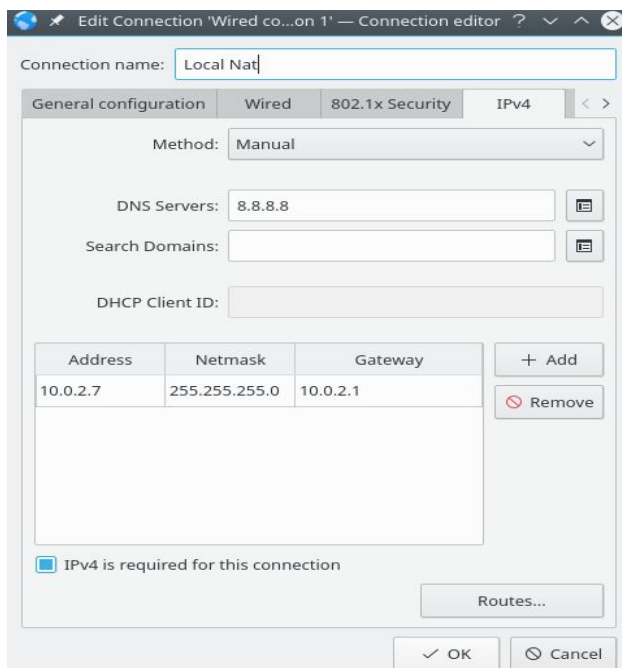 Edit Connection 'Wired co...on 1' — Connection editor
Connection name: Local Nat
General configuration Wired 802.1x Security IPv4
Method: Manual
DNS Servers: 8.8.8.8
Search Domains:
DHCP Client ID:
Address Netmask Gateway + Add
10.0.2.7 255.255.255.0 10.0.2.1
Remove
IPv4 is required for this connection
Routes...
OK Cancel